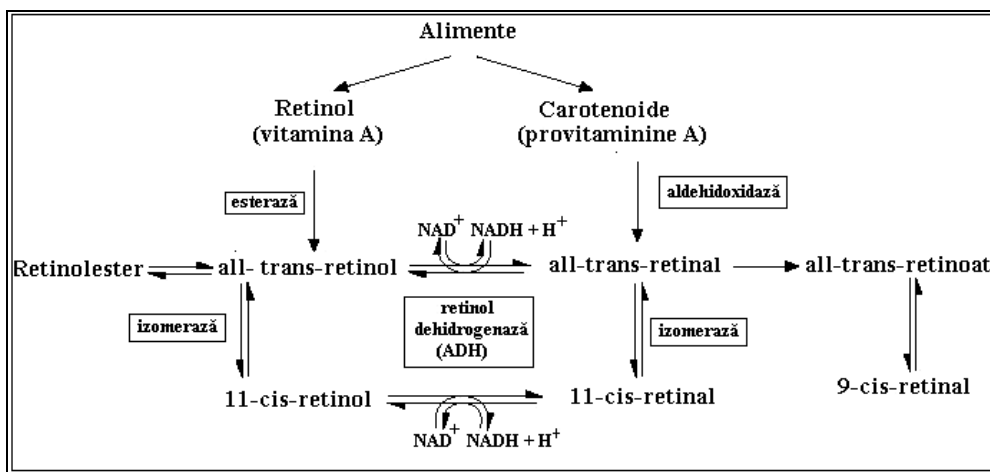 Alimente
Retinol
(vitamina A)
Carotenoide
(provitaminine A)
esterază
aldehidoxidază
NAD+ NADH + H+
Retinolester
all- trans-retinol
all-trans-retinal
all-trans-retinoat
izomerază
retinol
dehidrogenază
(ADH)
izomerază
11-cis-retinol
11-cis-retinal
9-cis-retinal
NAD+ NADH + H+